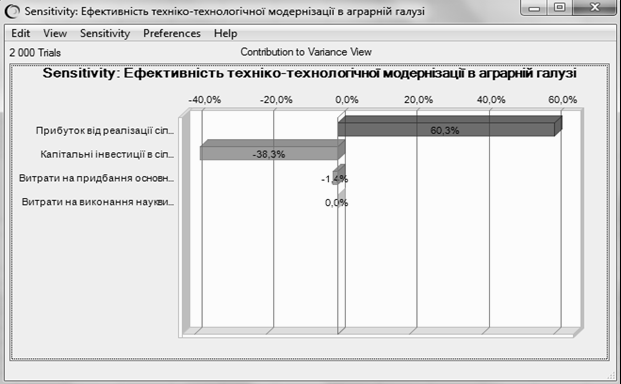 Sensitivity: Ефективність техніко-технологічної модернізації в аграрній галузі
Edit View Sensitivity Preferences Help
2 000 Trials
Contribution to Variance View
Sensitivity: Ефективність техніко-технологічної модернізації в аграрній галузі
-40,0% -20,0% 0,0% 20,0% 40,0% 60,0%
Прибуток від реалізації сіл... 60,3%
Капітальні інвестиції в сіл... -38,3%
Витрати на придбання основн... -1,4%
Витрати на виконання наукви... 0,0%